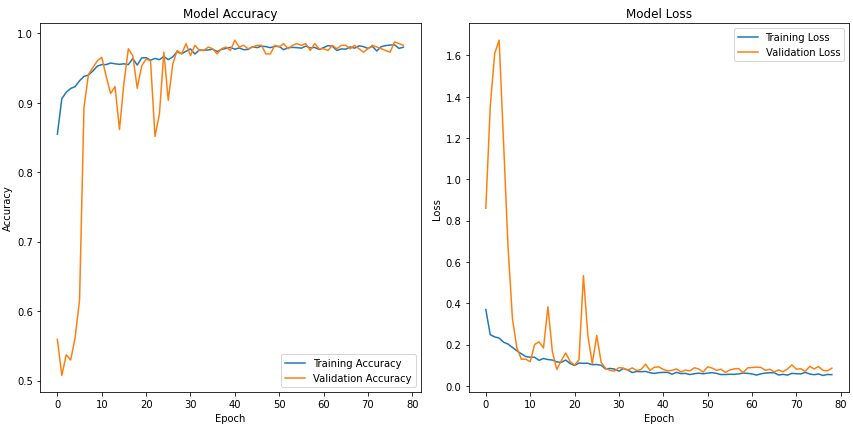 Model Accuracy
1.0
0.9
0.8
0.7
0.6
0.5
Accuracy
0 10 20 30 40 50 60 70 80
Epoch
Training Accuracy
Validation Accuracy
Model Loss
1.6
1.4
1.2
1.0
0.8
0.6
0.4
0.2
0.0
Loss
0 10 20 30 40 50 60 70 80
Epoch
Training Loss
Validation Loss